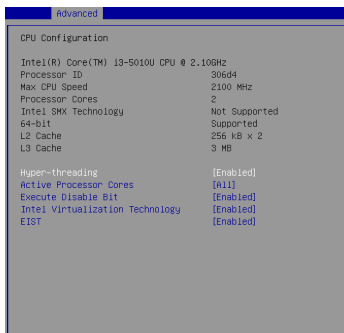 Advanced
CPU Configuration
Intel(R) Core(TM) i3-5010U CPU @ 2.10GHz
Processor ID 306d4
Max CPU Speed 2100 MHz
Processor Cores 2
Intel SMX Technology Not Supported
64-bit Supported
L2 Cache 256 kB x 2
L3 Cache 3 MB
Hyper-threading [Enabled]
Active Processor Cores [All]
Execute Disable Bit [Enabled]
Intel Virtualization Technology [Enabled]
EIST [Enabled]